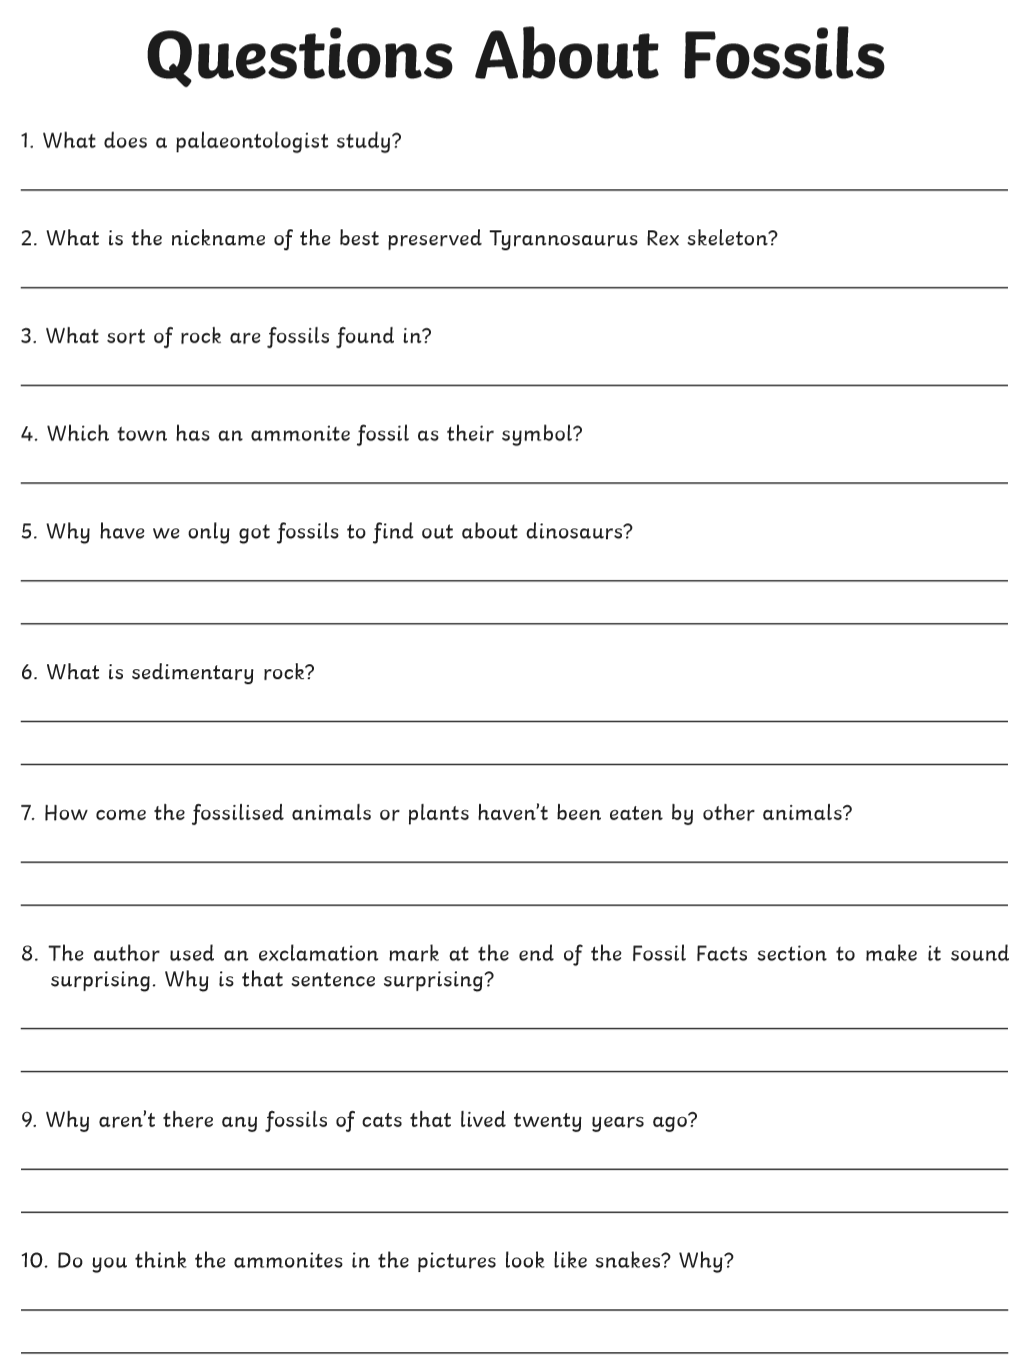 Questions About Fossils
1. What does a palaeontologist study?
2. What is the nickname of the best preserved Tyrannosaurus Rex skeleton?
3. What sort of rock are fossils found in?
4. Which town has an ammonite fossil as their symbol?
5. Why have we only got fossils to find out about dinosaurs?
6. What is sedimentary rock?
7. How come the fossilised animals or plants haven't been eaten by other animals?
8. The author used an exclamation mark at the end of the Fossil Facts section to make it sound
surprising. Why is that sentence surprising?
9. Why aren't there any fossils of cats that lived twenty years ago?
10. Do you think the ammonites in the pictures look like snakes? Why?